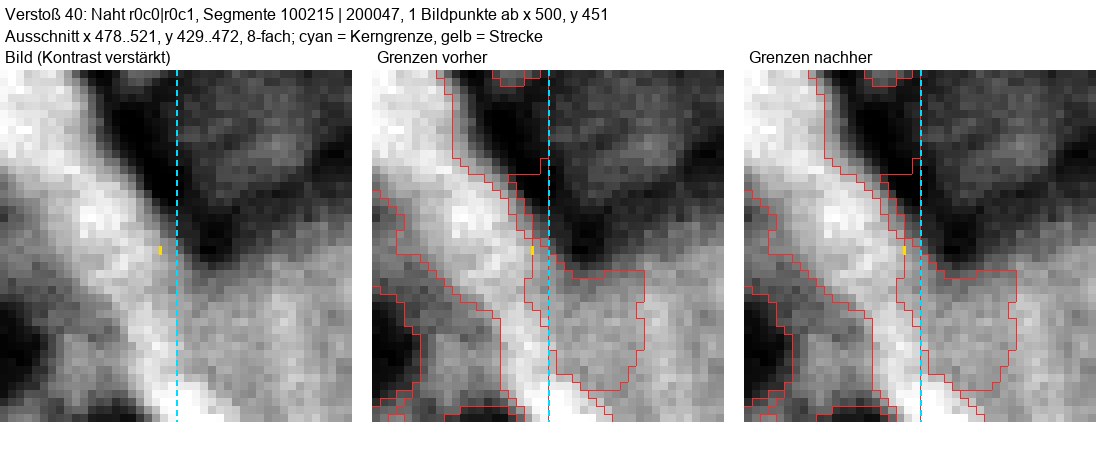 Verstoß 40: Naht r0c0|r0c1, Segmente 100215 | 200047, 1 Bildpunkte ab x 500, y 451
Ausschnitt x 478..521, y 429..472, 8-fach; cyan = Kerngrenze, gelb = Strecke
Bild (Kontrast verstärkt) Grenzen vorher Grenzen nachher